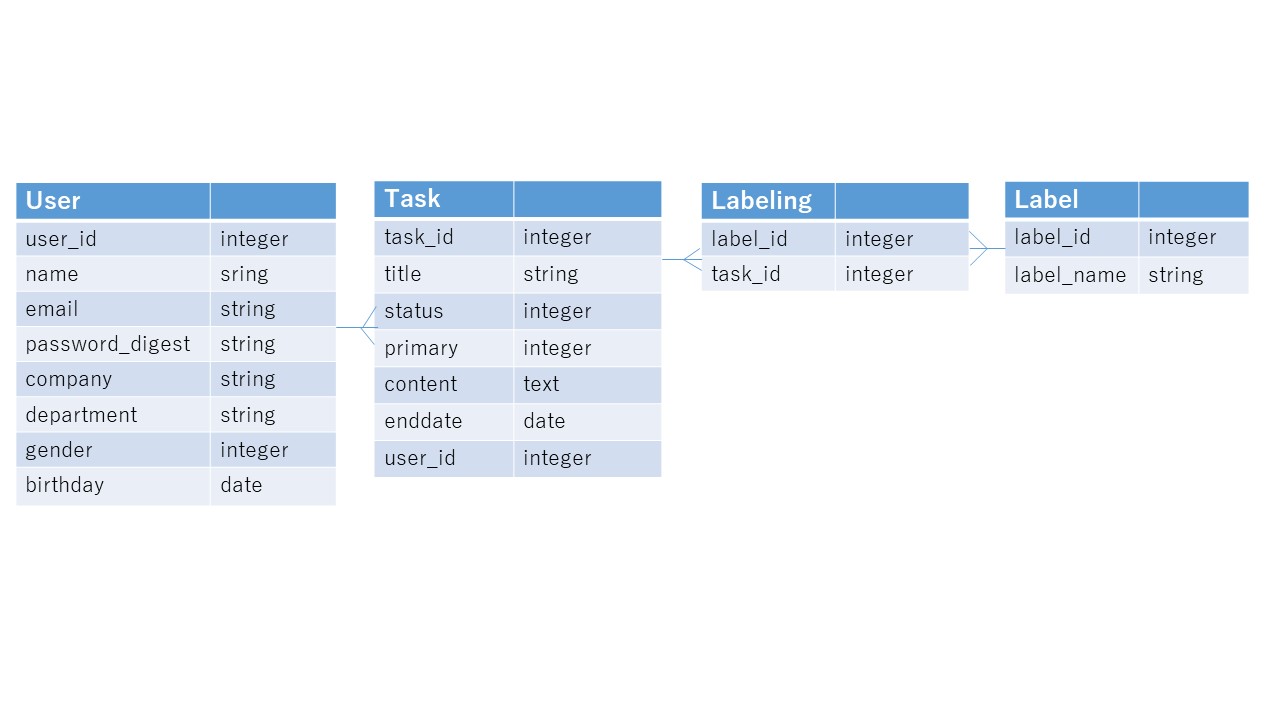 User
user_id integer
name sring
email string
password_digest string
company string
department string
gender integer
birthday date
Task
task_id integer
title string
status integer
primary integer
content text
enddate date
user_id integer
Labeling
label_id integer
task_id integer
Label
label_id integer
label_name string